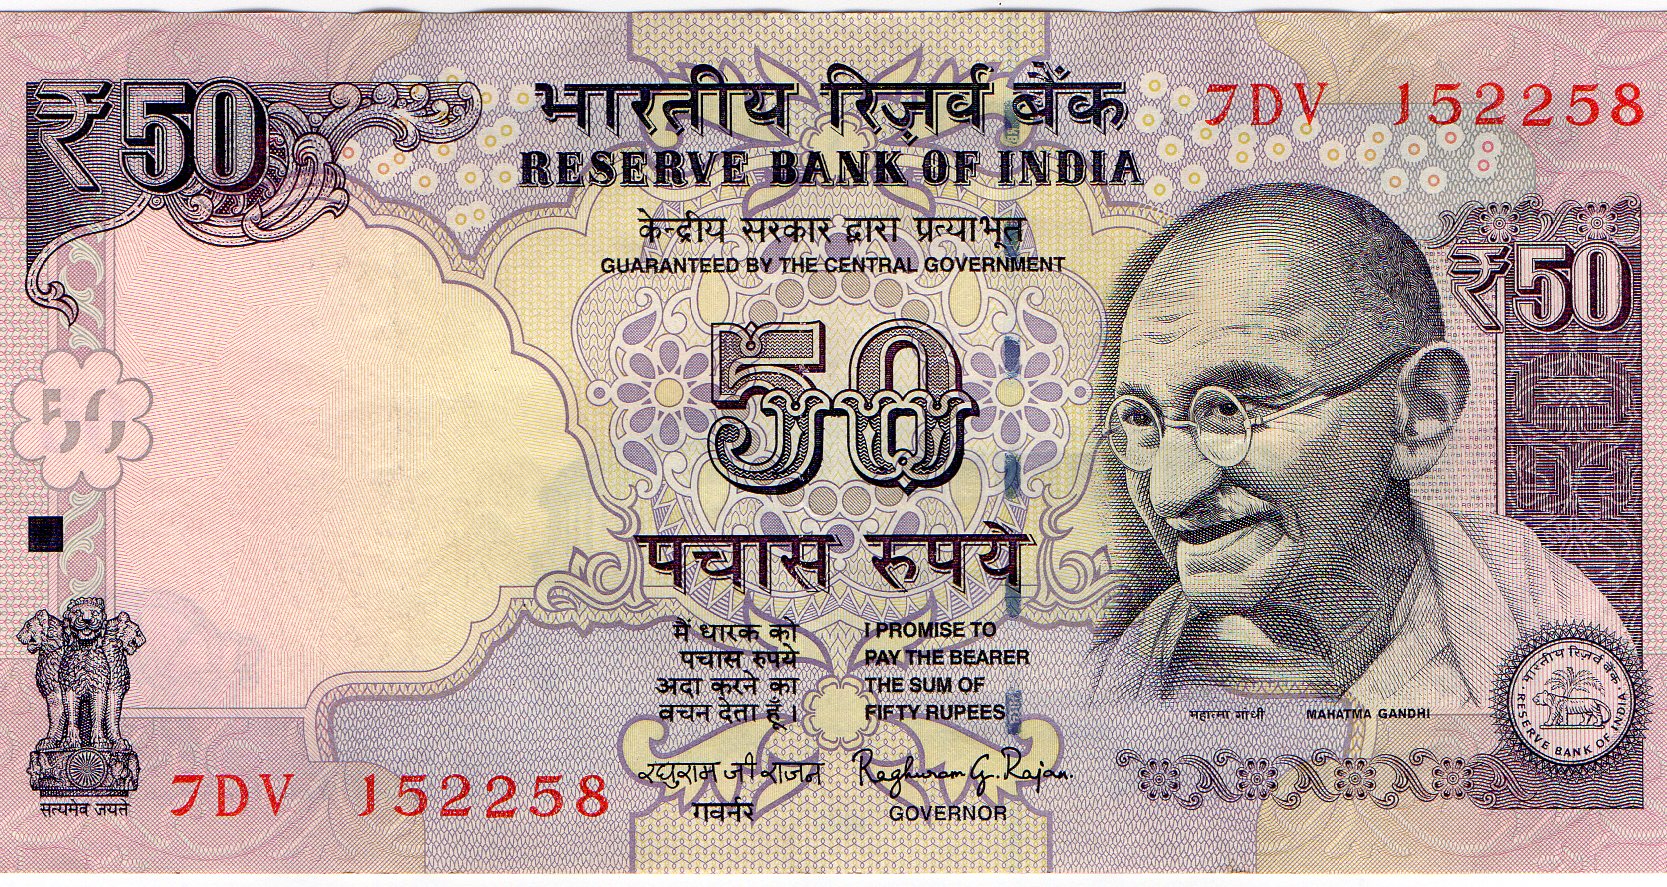 ₹50
भारतीय रिज़र्व बैंक
7DV 152258
RESERVE BANK OF INDIA
केन्द्रीय सरकार द्वारा प्रत्याभूत
GUARANTEED BY THE CENTRAL GOVERNMENT
₹50
50
पचास रुपये
मैं धारक को
पचास रुपये
अदा करने का
वचन देता हूँ ।
I PROMISE TO
PAY THE BEARER
THE SUM OF
FIFTY RUPEES
महात्मा गांधी
MAHATMA GANDHI
भारतीय रिज़र्व बैंक
RESERVE BANK OF INDIA
रघुराम जी राजन
गवर्नर
Raghuram G. Rajan
GOVERNOR
सत्यमेव जयते
7DV 152258